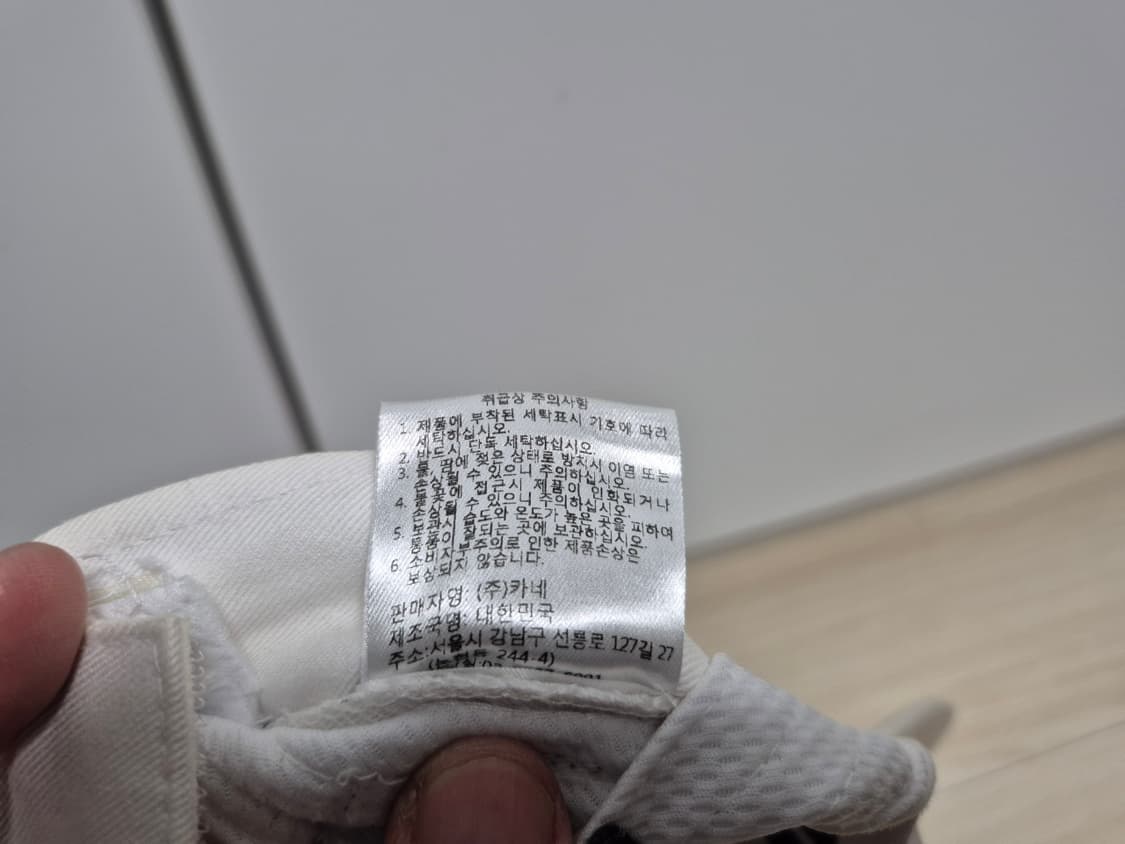 취급상 주의사항
1. 제품에 부착된 세탁표시 기호에 따라
세탁하십시오.
2. 반드시 단독 세탁하십시오.
3. 물, 땀에 젖은 상태로 방치시 이염 또는
손상될 수 있으니 주의하십시오.
4. 불꽃에 접근시 제품이 인화되거나
손상될 수 있으니 주의하십시오.
5. 보관시 습도와 온도가 높은 곳을 피하여
통풍이 잘되는 곳에 보관하십시오.
6. 소비자부주의로 인한 제품손상은
보상되지 않습니다.
판매자명: (주)카네
제조국명: 대한민국
주소:서울시 강남구 선릉로 127길 27
244-4)